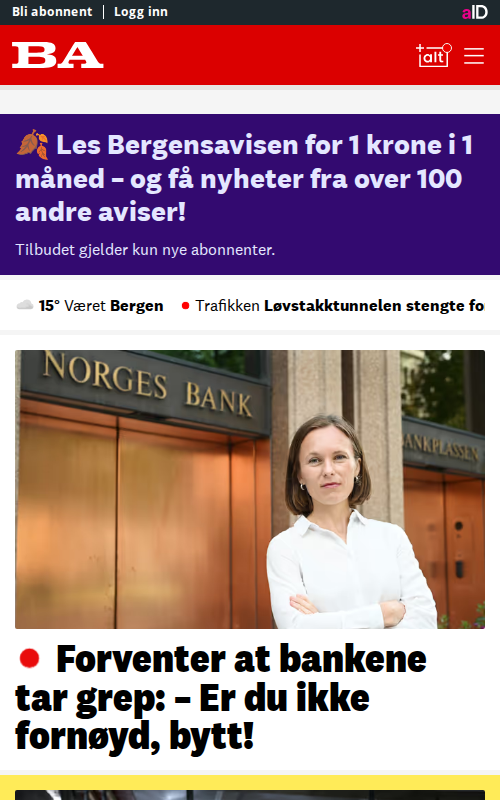 Bli abonnent | Logg inn
aID
BA
+alt
🍂 Les Bergensavisen for 1 krone i 1
måned – og få nyheter fra over 100
andre aviser!
Tilbudet gjelder kun nye abonnenter.
15° Været Bergen
Trafikken Løvstakktunnelen stengte fo
NORGES BANK
BANKPLASSEN
Forventer at bankene
tar grep: – Er du ikke
fornøyd, bytt!